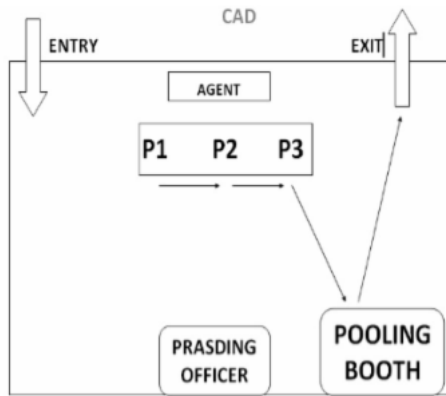 CAD
ENTRY
EXIT
AGENT
P1 P2 P3
PRASDING
OFFICER
POOLING
BOOTH